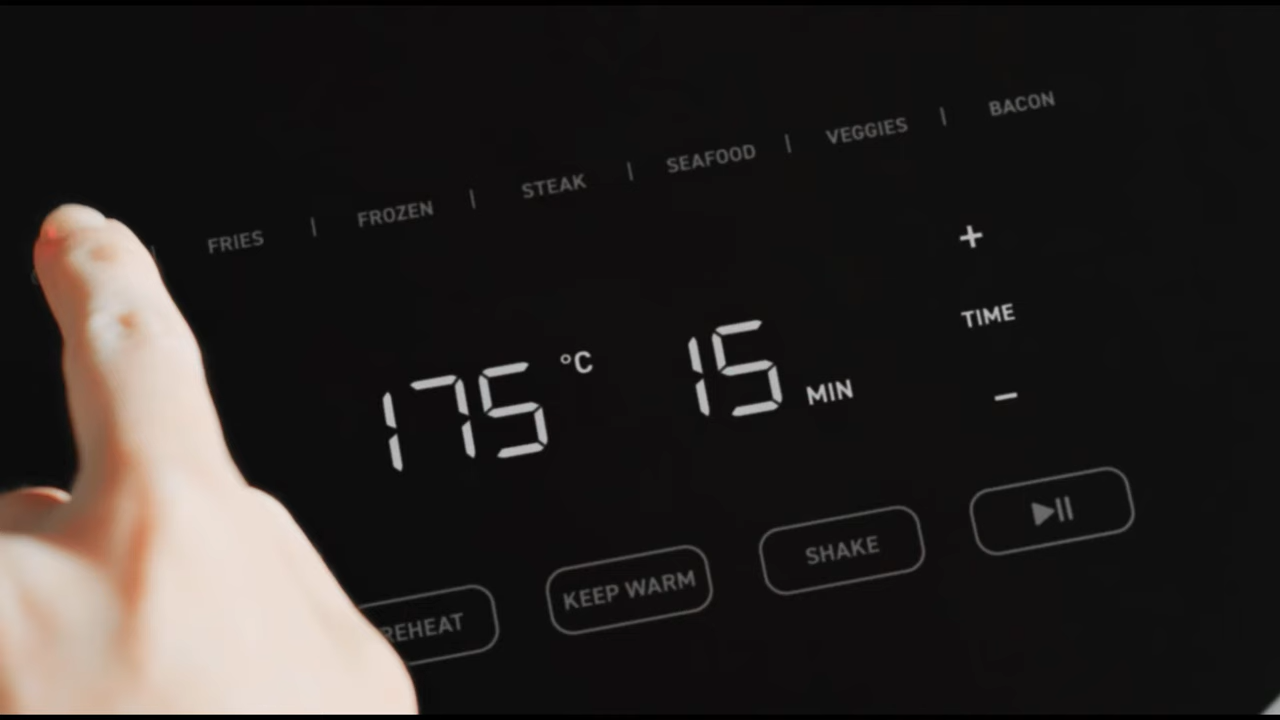 FRIES | FROZEN | STEAK | SEAFOOD | VEGGIES | BACON
+
175 °C 15 MIN
TIME
−
REHEAT KEEP WARM SHAKE